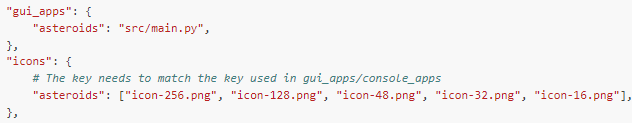 "gui_apps": {
    "asteroids": "src/main.py",
},
"icons": {
    # The key needs to match the key used in gui_apps/console_apps
    "asteroids": ["icon-256.png", "icon-128.png", "icon-48.png", "icon-32.png", "icon-16.png"],
},